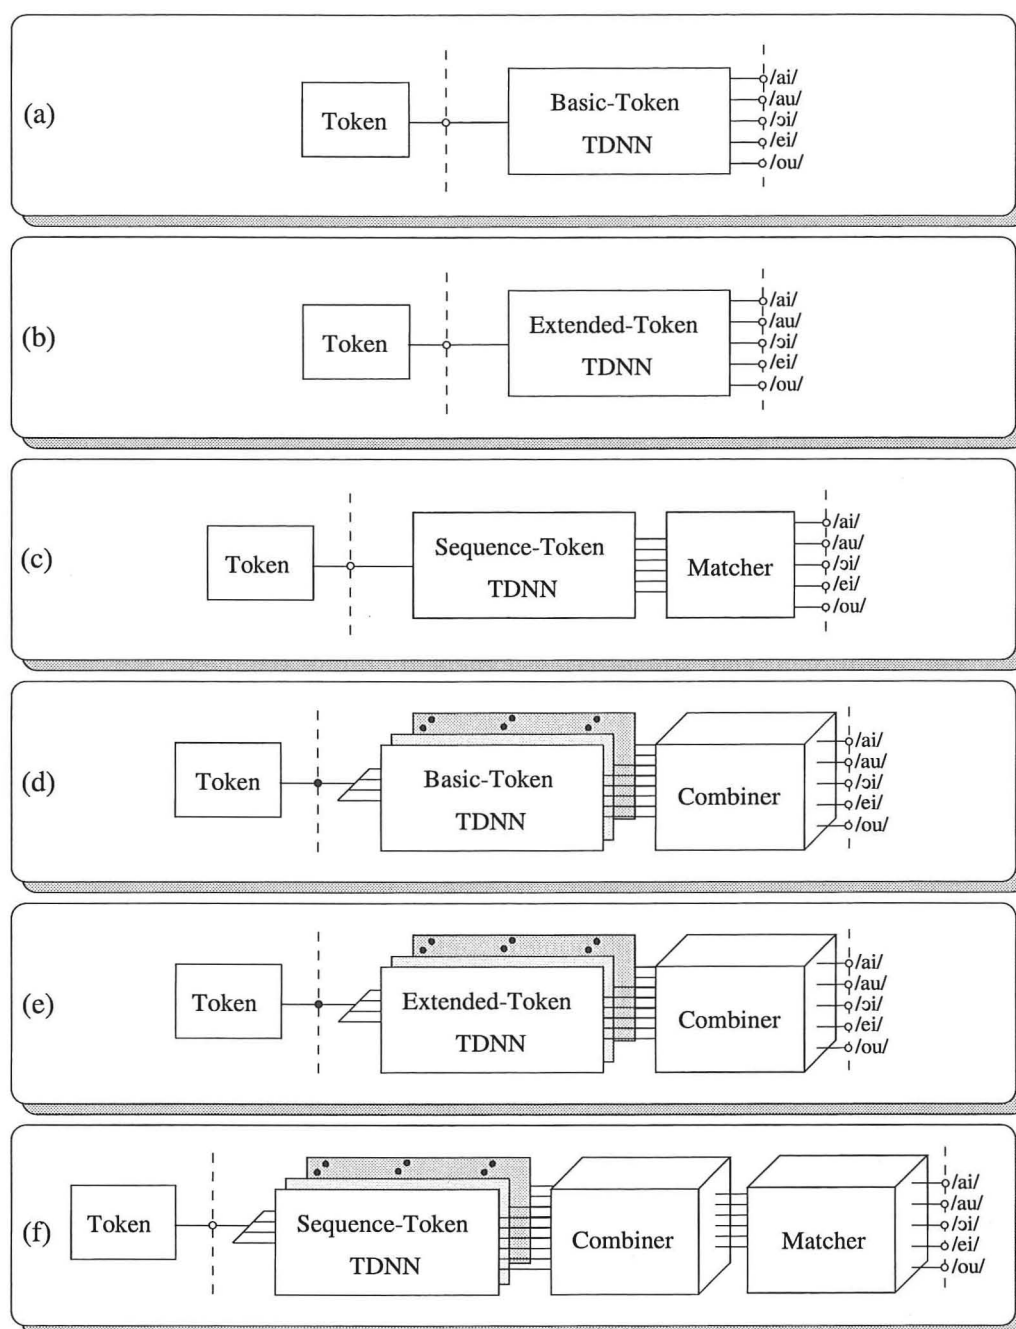 (a)
Token
Basic-Token
TDNN
/ai/
/au/
/ɔi/
/ei/
/ou/
(b)
Token
Extended-Token
TDNN
/ai/
/au/
/ɔi/
/ei/
/ou/
(c)
Token
Sequence-Token
TDNN
Matcher
/ai/
/au/
/ɔi/
/ei/
/ou/
(d)
Token
Basic-Token
TDNN
Combiner
/ai/
/au/
/ɔi/
/ei/
/ou/
(e)
Token
Extended-Token
TDNN
Combiner
/ai/
/au/
/ɔi/
/ei/
/ou/
(f)
Token
Sequence-Token
TDNN
Combiner
Matcher
/ai/
/au/
/ɔi/
/ei/
/ou/